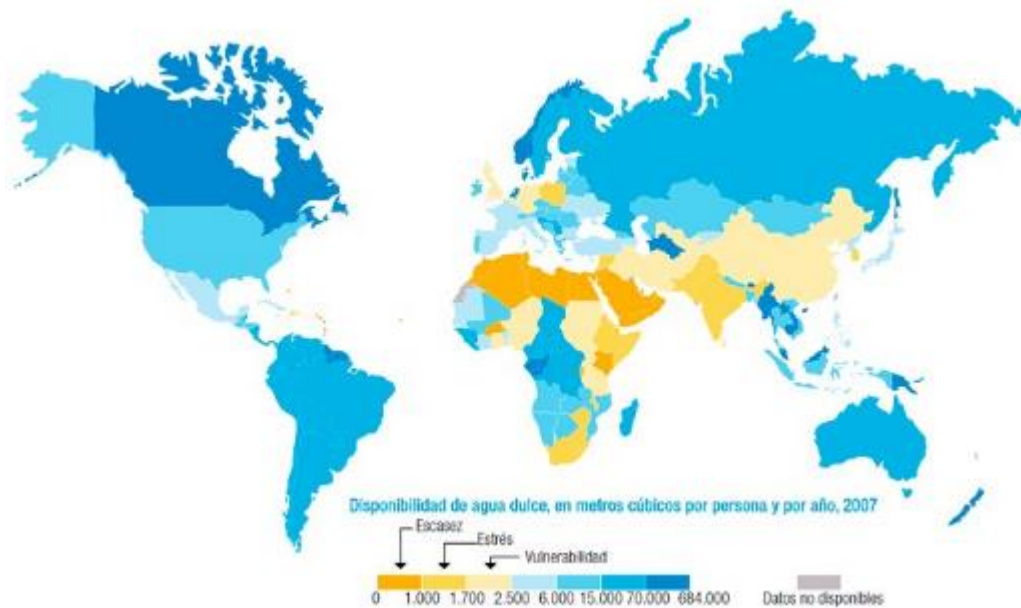 Disponibilidad de agua dulce, en metros cúbicos por persona y por año, 2007
Escasez
Estrés
Vulnerabilidad
0 1.000 1.700 2.500 6.000 15.000 70.000 684.000
Datos no disponibles